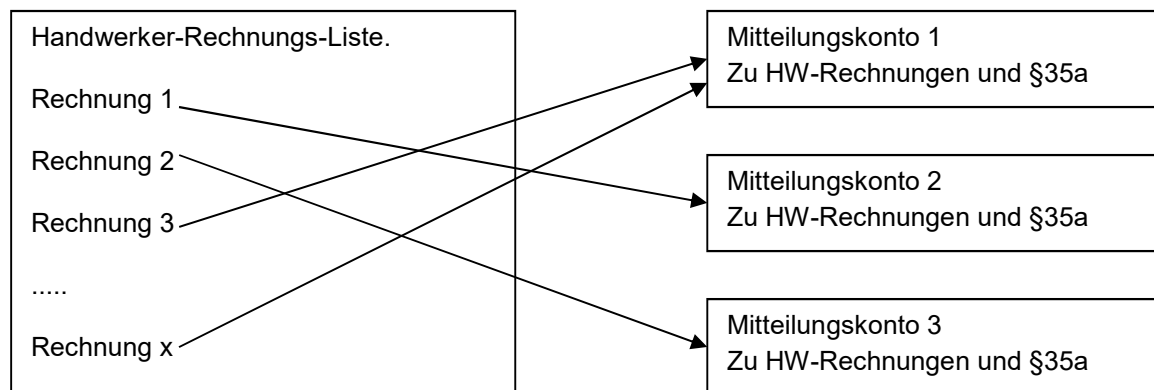 Handwerker-Rechnungs-Liste.
Rechnung 1
Rechnung 2
Rechnung 3
.....
Rechnung x
Mitteilungskonto 1
Zu HW-Rechnungen und §35a
Mitteilungskonto 2
Zu HW-Rechnungen und §35a
Mitteilungskonto 3
Zu HW-Rechnungen und §35a